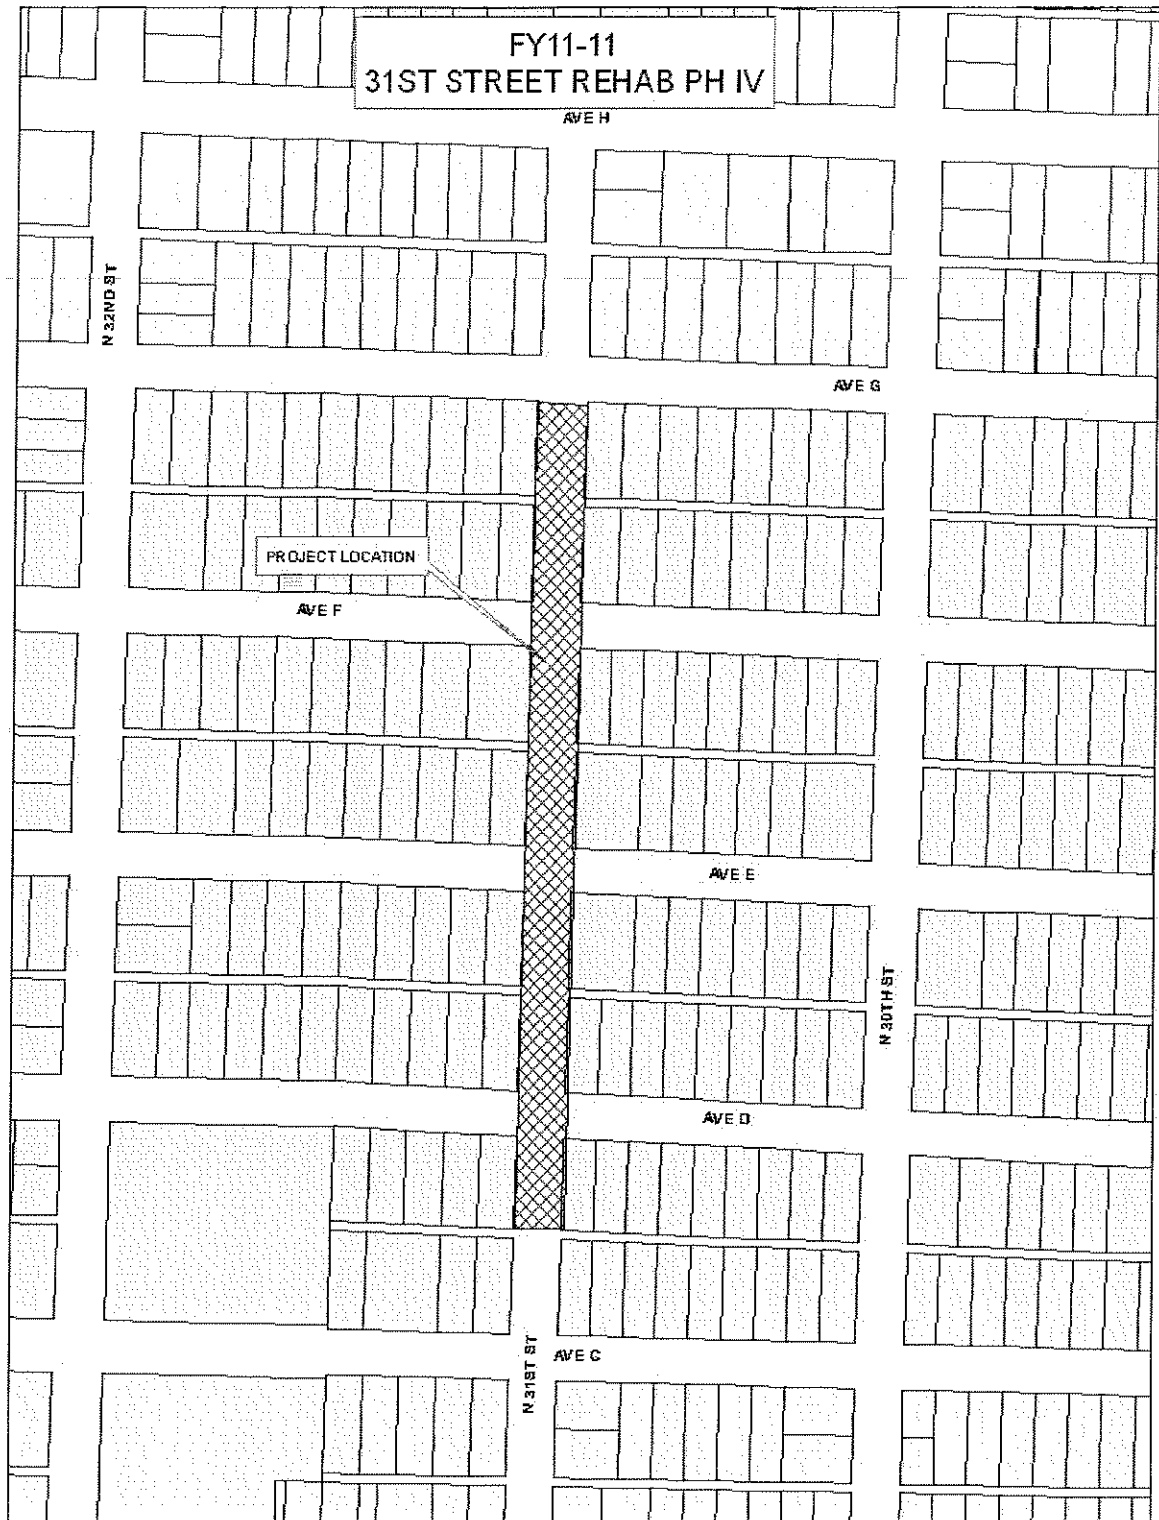 FY11-11
31ST STREET REHAB PH IV
AVE H
N 32ND ST
AVE G
PROJECT LOCATION
AVE F
AVE E
N 30TH ST
AVE D
N 31ST ST
AVE C